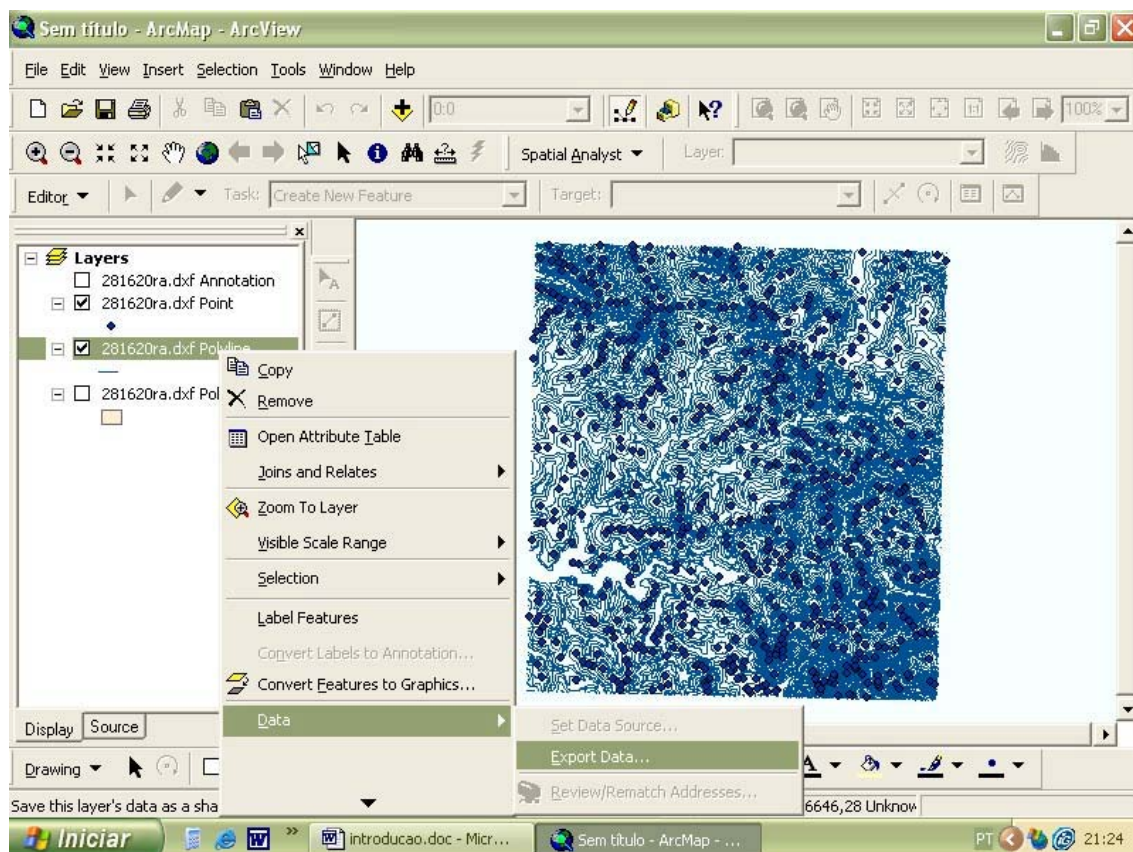 Sem título - ArcMap - ArcView
File Edit View Insert Selection Tools Window Help
0:0 1:1 100%
Spatial Analyst Layer:
Editor Task: Create New Feature Target:
Layers
281620ra.dxf Annotation
281620ra.dxf Point
281620ra.dxf Polyline
281620ra.dxf Pol
Copy
Remove
Open Attribute Table
Joins and Relates
Zoom To Layer
Visible Scale Range
Selection
Label Features
Convert Labels to Annotation...
Convert Features to Graphics...
Data
Set Data Source...
Export Data...
Review/Rematch Addresses...
Display Source
Drawing A
Save this layer's data as a sha 6646,28 Unknow
Iniciar » introducao.doc - Micr... Sem título - ArcMap - ... PT 21:24